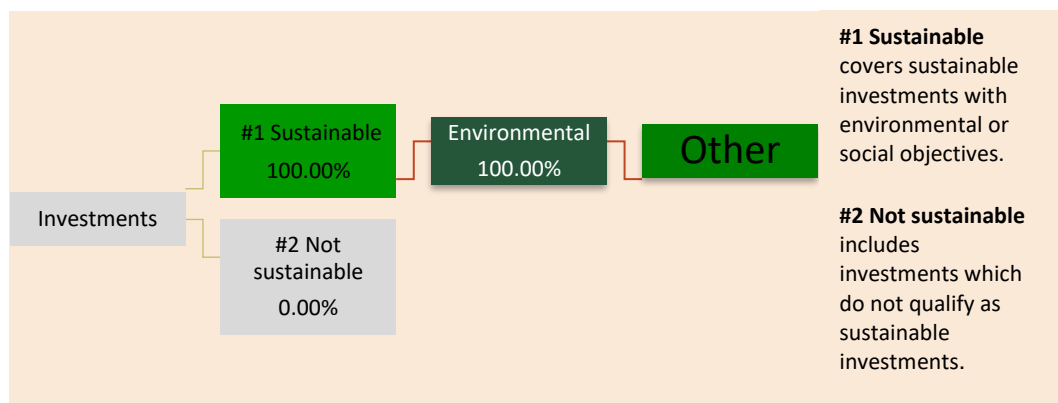 Investments
#1 Sustainable
100.00%
#2 Not
sustainable
0.00%
Environmental
100.00%
Other
#1 Sustainable
covers sustainable
investments with
environmental or
social objectives.
#2 Not sustainable
includes
investments which
do not qualify as
sustainable
investments.